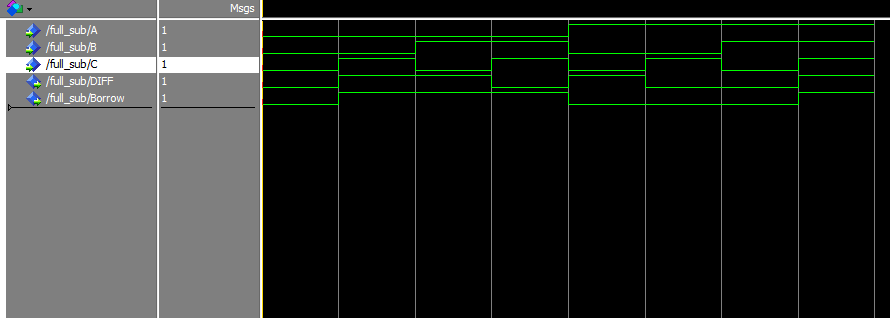 Msgs
/full_sub/A 1
/full_sub/B 1
/full_sub/C 1
/full_sub/DIFF 1
/full_sub/Borrow 1